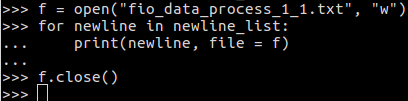 >>> f = open("fio_data_process_1_1.txt", "w")
>>> for newline in newline_list:
...     print(newline, file = f)
...
>>> f.close()
>>>